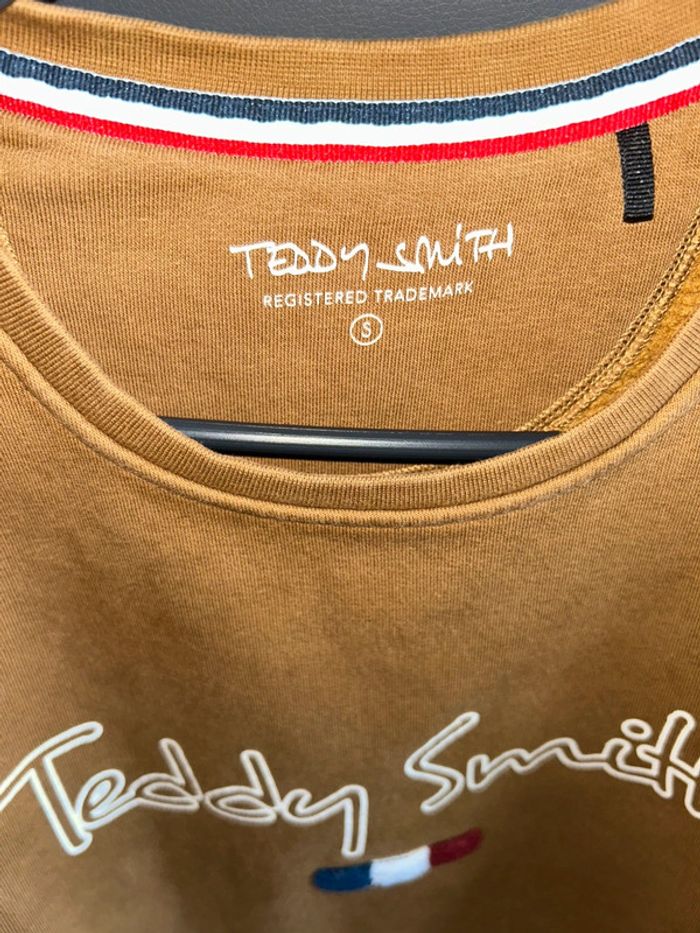 TEDDY SMITH
REGISTERED TRADEMARK
S
Teddy Smith